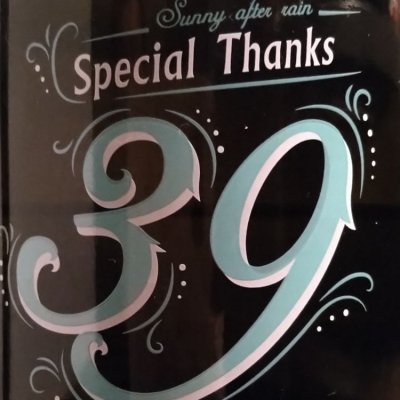 Sunny after rain
Special Thanks
39